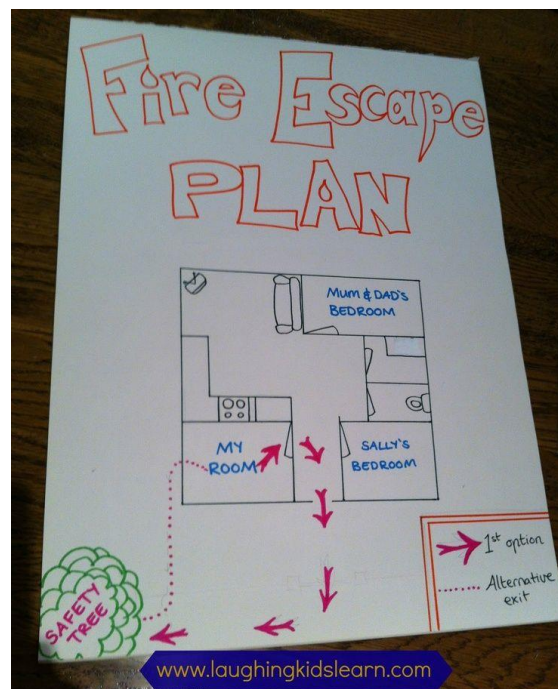 Fire Escape
PLAN
Mum & DAD'S
BEDROOM
MY
ROOM
SALLY'S
BEDROOM
1st option
Alternative
exit
SAFETY
TREE
www.laughingkidslearn.com